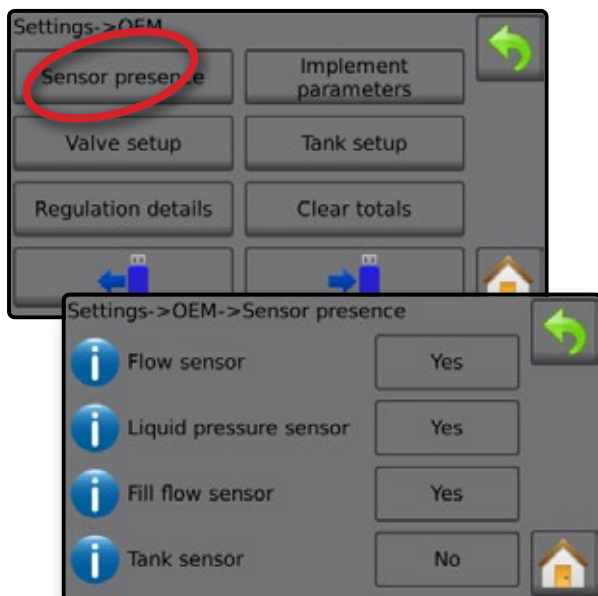 Settings->OEM
Sensor presence
Implement
parameters
Valve setup
Tank setup
Regulation details
Clear totals
Settings->OEM->Sensor presence
Flow sensor
Yes
Liquid pressure sensor
Yes
Fill flow sensor
Yes
Tank sensor
No